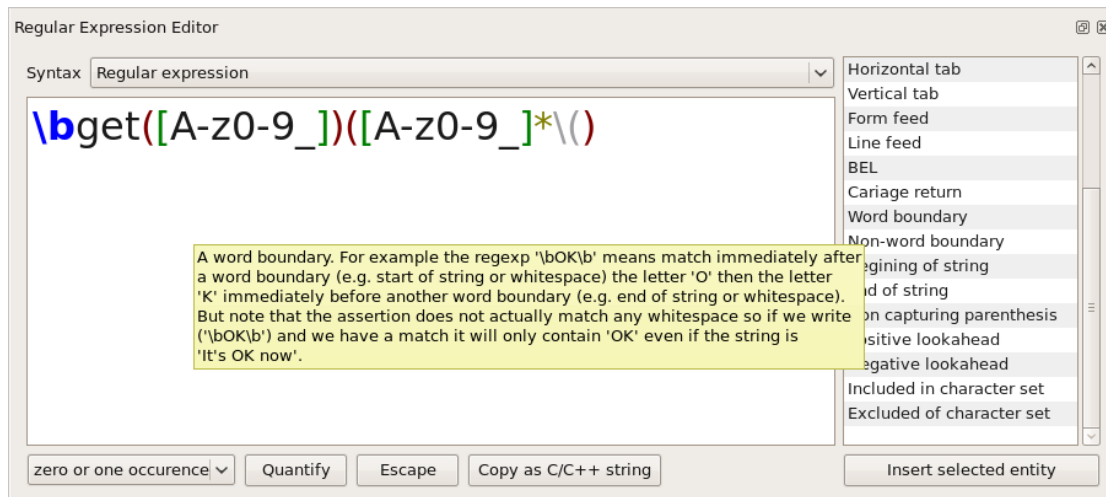 Regular Expression Editor
Syntax Regular expression
\bget([A-z0-9_])([A-z0-9_]*\()
A word boundary. For example the regexp '\bOK\b' means match immediately after
a word boundary (e.g. start of string or whitespace) the letter 'O' then the letter
'K' immediately before another word boundary (e.g. end of string or whitespace).
But note that the assertion does not actually match any whitespace so if we write
('\bOK\b') and we have a match it will only contain 'OK' even if the string is
'It's OK now'.
Horizontal tab
Vertical tab
Form feed
Line feed
BEL
Cariage return
Word boundary
Non-word boundary
of string
of string
capturing parenthesis
lookahead
lookahead
Included in character set
Excluded of character set
zero or one occurence
Quantify
Escape
Copy as C/C++ string
Insert selected entity